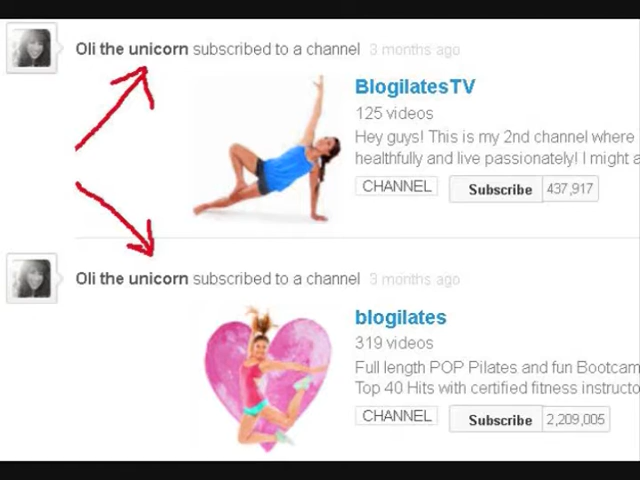 Oli the unicorn subscribed to a channel 3 months ago
BlogilatesTV
125 videos
Hey guys! This is my 2nd channel where
healthfully and live passionately! I might a
CHANNEL Subscribe 437,917
Oli the unicorn subscribed to a channel 3 months ago
blogilates
319 videos
Full length POP Pilates and fun Bootcam
Top 40 Hits with certified fitness instructo
CHANNEL Subscribe 2,209,005